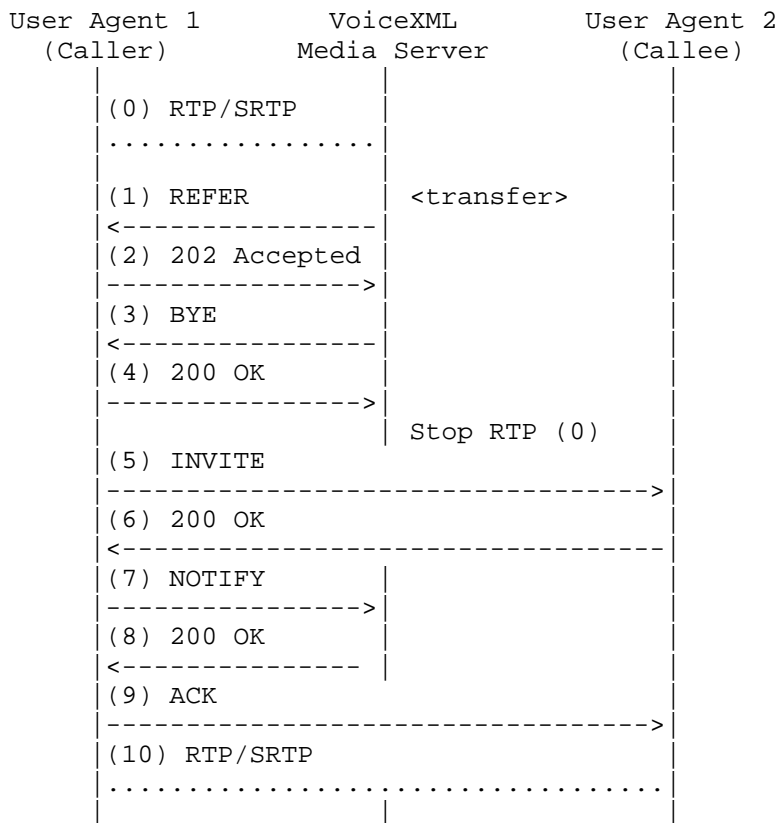 User Agent 1 VoiceXML User Agent 2
(Caller) Media Server (Callee)
(0) RTP/SRTP
(1) REFER <transfer>
(2) 202 Accepted
(3) BYE
(4) 200 OK
Stop RTP (0)
(5) INVITE
(6) 200 OK
(7) NOTIFY
(8) 200 OK
(9) ACK
(10) RTP/SRTP